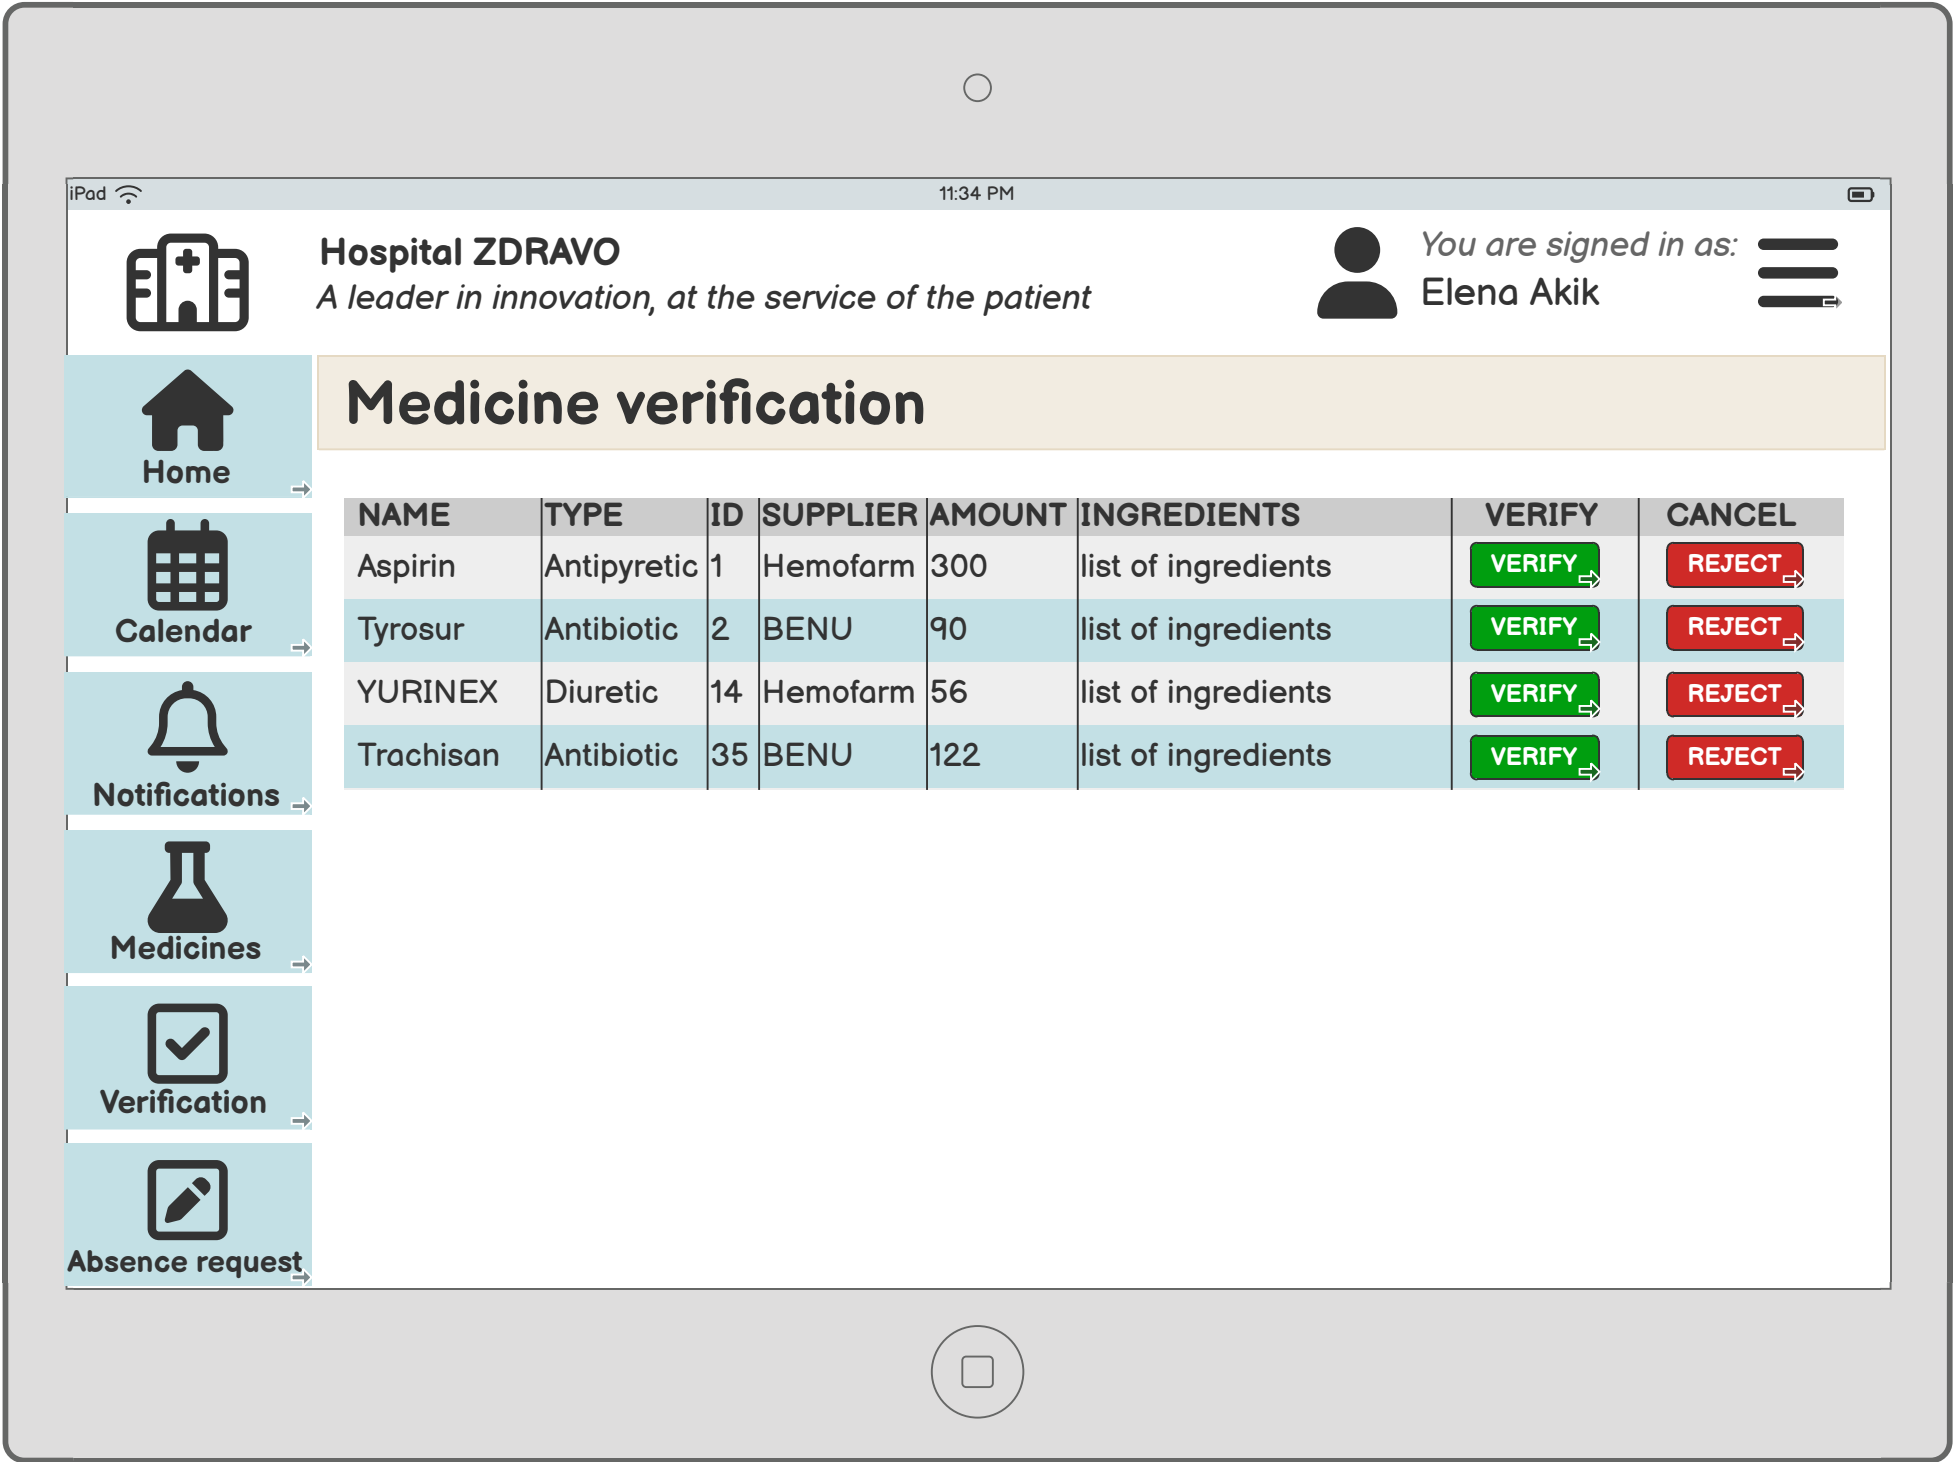 iPad
11:34 PM
Hospital ZDRAVO
A leader in innovation, at the service of the patient
You are signed in as:
Elena Akik
Home
Calendar
Notifications
Medicines
Verification
Absence request
Medicine verification
NAME TYPE ID SUPPLIER AMOUNT INGREDIENTS VERIFY CANCEL
Aspirin Antipyretic 1 Hemofarm 300 list of ingredients VERIFY REJECT
Tyrosur Antibiotic 2 BENU 90 list of ingredients VERIFY REJECT
YURINEX Diuretic 14 Hemofarm 56 list of ingredients VERIFY REJECT
Trachisan Antibiotic 35 BENU 122 list of ingredients VERIFY REJECT